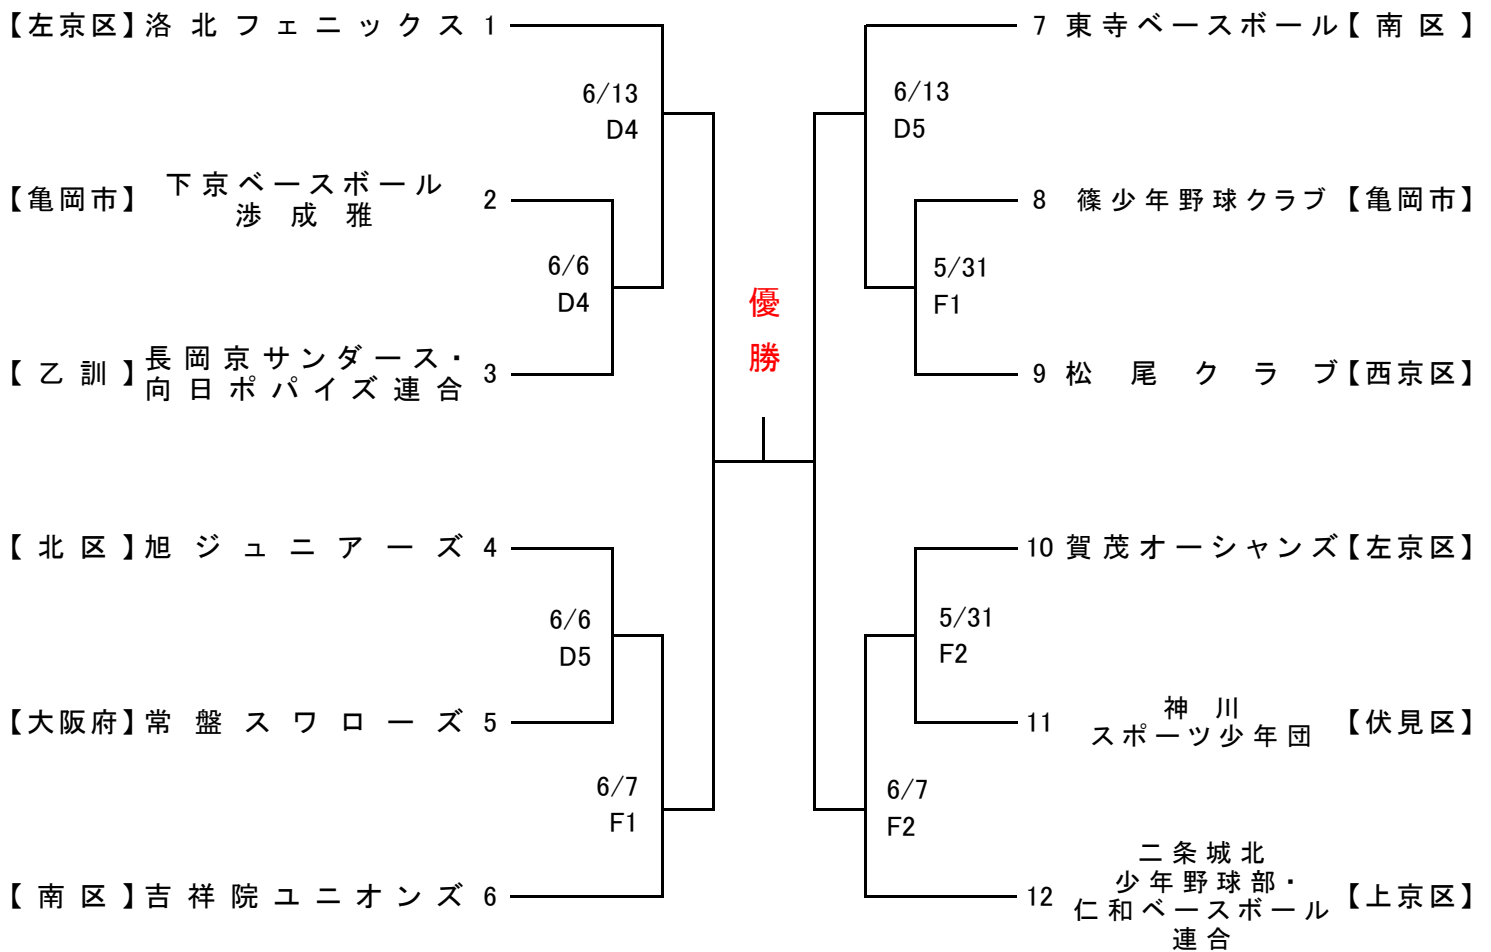 【左京区】洛北フェニックス 1
6/13
D4
【亀岡市】 下京ベースボール
渉成雅 2
6/6
D4
【乙訓】長岡京サンダース・
向日ポパイズ連合 3
【北区】旭ジュニアーズ 4
6/6
D5
【大阪府】常盤スワローズ 5
6/7
F1
【南区】吉祥院ユニオンズ 6
優
勝
7 東寺ベースボール【南区】
6/13
D5
8 篠少年野球クラブ【亀岡市】
5/31
F1
9 松尾クラブ【西京区】
10 賀茂オーシャンズ【左京区】
5/31
F2
11 神川
スポーツ少年団 【伏見区】
6/7
F2
12 二条城北
少年野球部・
仁和ベースボール
連合 【上京区】